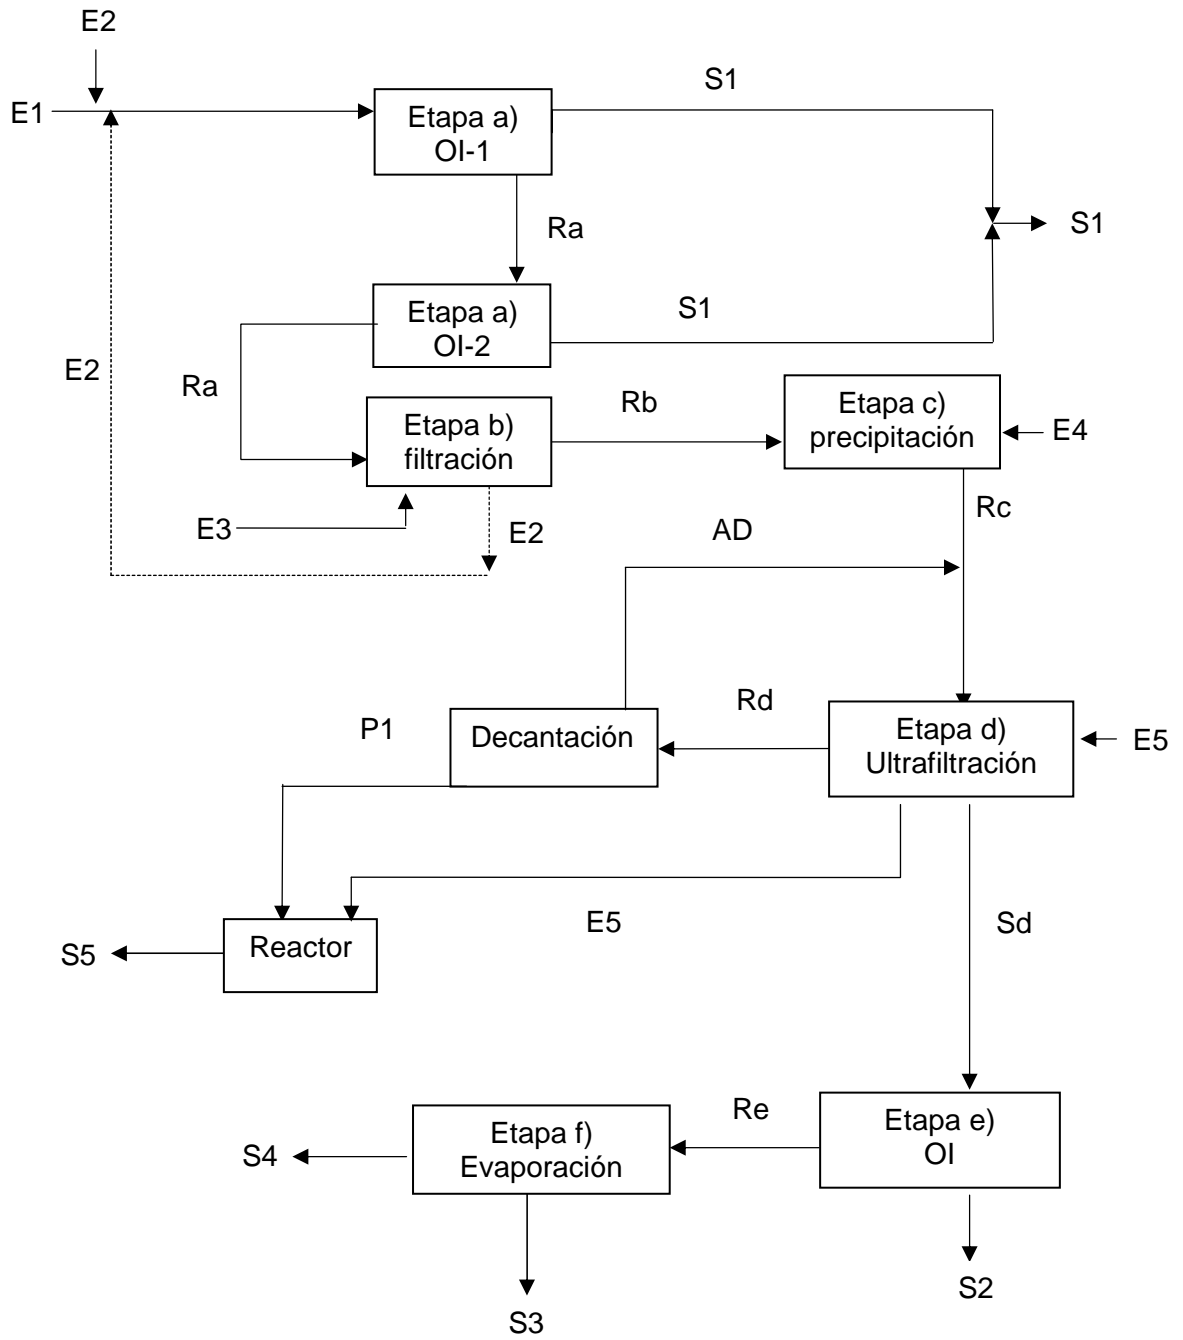 E2
S1
E1
Etapa a)
OI-1
Ra
S1
S1
Etapa a)
OI-2
E2
Ra
Rb
Etapa c)
precipitación
E4
Etapa b)
filtración
Rc
E3
E2
AD
Rd
P1
Decantación
Etapa d)
Ultrafiltración
E5
E5
Sd
Reactor
S5
Re
Etapa e)
OI
Etapa f)
Evaporación
S4
S2
S3